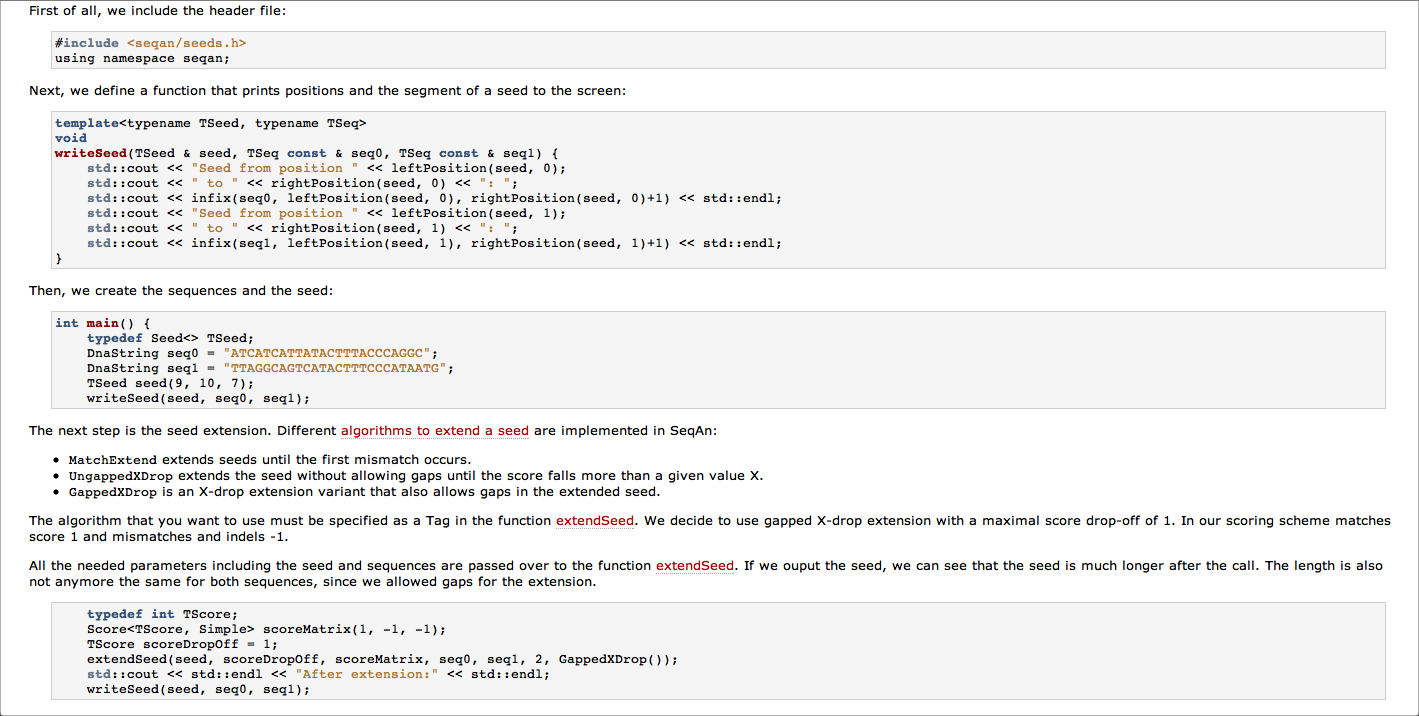 First of all, we include the header file:
#include <seqan/seeds.h>
using namespace seqan;
Next, we define a function that prints positions and the segment of a seed to the screen:
template<typename TSeed, typename TSeq>
void
writeSeed(TSeed & seed, TSeq const & seq0, TSeq const & seq1) {
    std::cout << "Seed from position " << leftPosition(seed, 0);
    std::cout << " to " << rightPosition(seed, 0) << ": ";
    std::cout << infix(seq0, leftPosition(seed, 0), rightPosition(seed, 0)+1) << std::endl;
    std::cout << "Seed from position " << leftPosition(seed, 1);
    std::cout << " to " << rightPosition(seed, 1) << ": ";
    std::cout << infix(seq1, leftPosition(seed, 1), rightPosition(seed, 1)+1) << std::endl;
}
Then, we create the sequences and the seed:
int main() {
    typedef Seed<> TSeed;
    DnaString seq0 = "ATCATCATTATACTTTACCCAGGC";
    DnaString seq1 = "TTAGGCAGTCATACTTTCCCATAATG";
    TSeed seed(9, 10, 7);
    writeSeed(seed, seq0, seq1);
The next step is the seed extension. Different algorithms to extend a seed are implemented in SeqAn:
• MatchExtend extends seeds until the first mismatch occurs.
• UngappedXDrop extends the seed without allowing gaps until the score falls more than a given value X.
• GappedXDrop is an X-drop extension variant that also allows gaps in the extended seed.
The algorithm that you want to use must be specified as a Tag in the function extendSeed. We decide to use gapped X-drop extension with a maximal score drop-off of 1. In our scoring scheme matches
score 1 and mismatches and indels -1.
All the needed parameters including the seed and sequences are passed over to the function extendSeed. If we ouput the seed, we can see that the seed is much longer after the call. The length is also
not anymore the same for both sequences, since we allowed gaps for the extension.
    typedef int TScore;
    Score<TScore, Simple> scoreMatrix(1, -1, -1);
    TScore scoreDropOff = 1;
    extendSeed(seed, scoreDropOff, scoreMatrix, seq0, seq1, 2, GappedXDrop());
    std::cout << std::endl << "After extension:" << std::endl;
    writeSeed(seed, seq0, seq1);